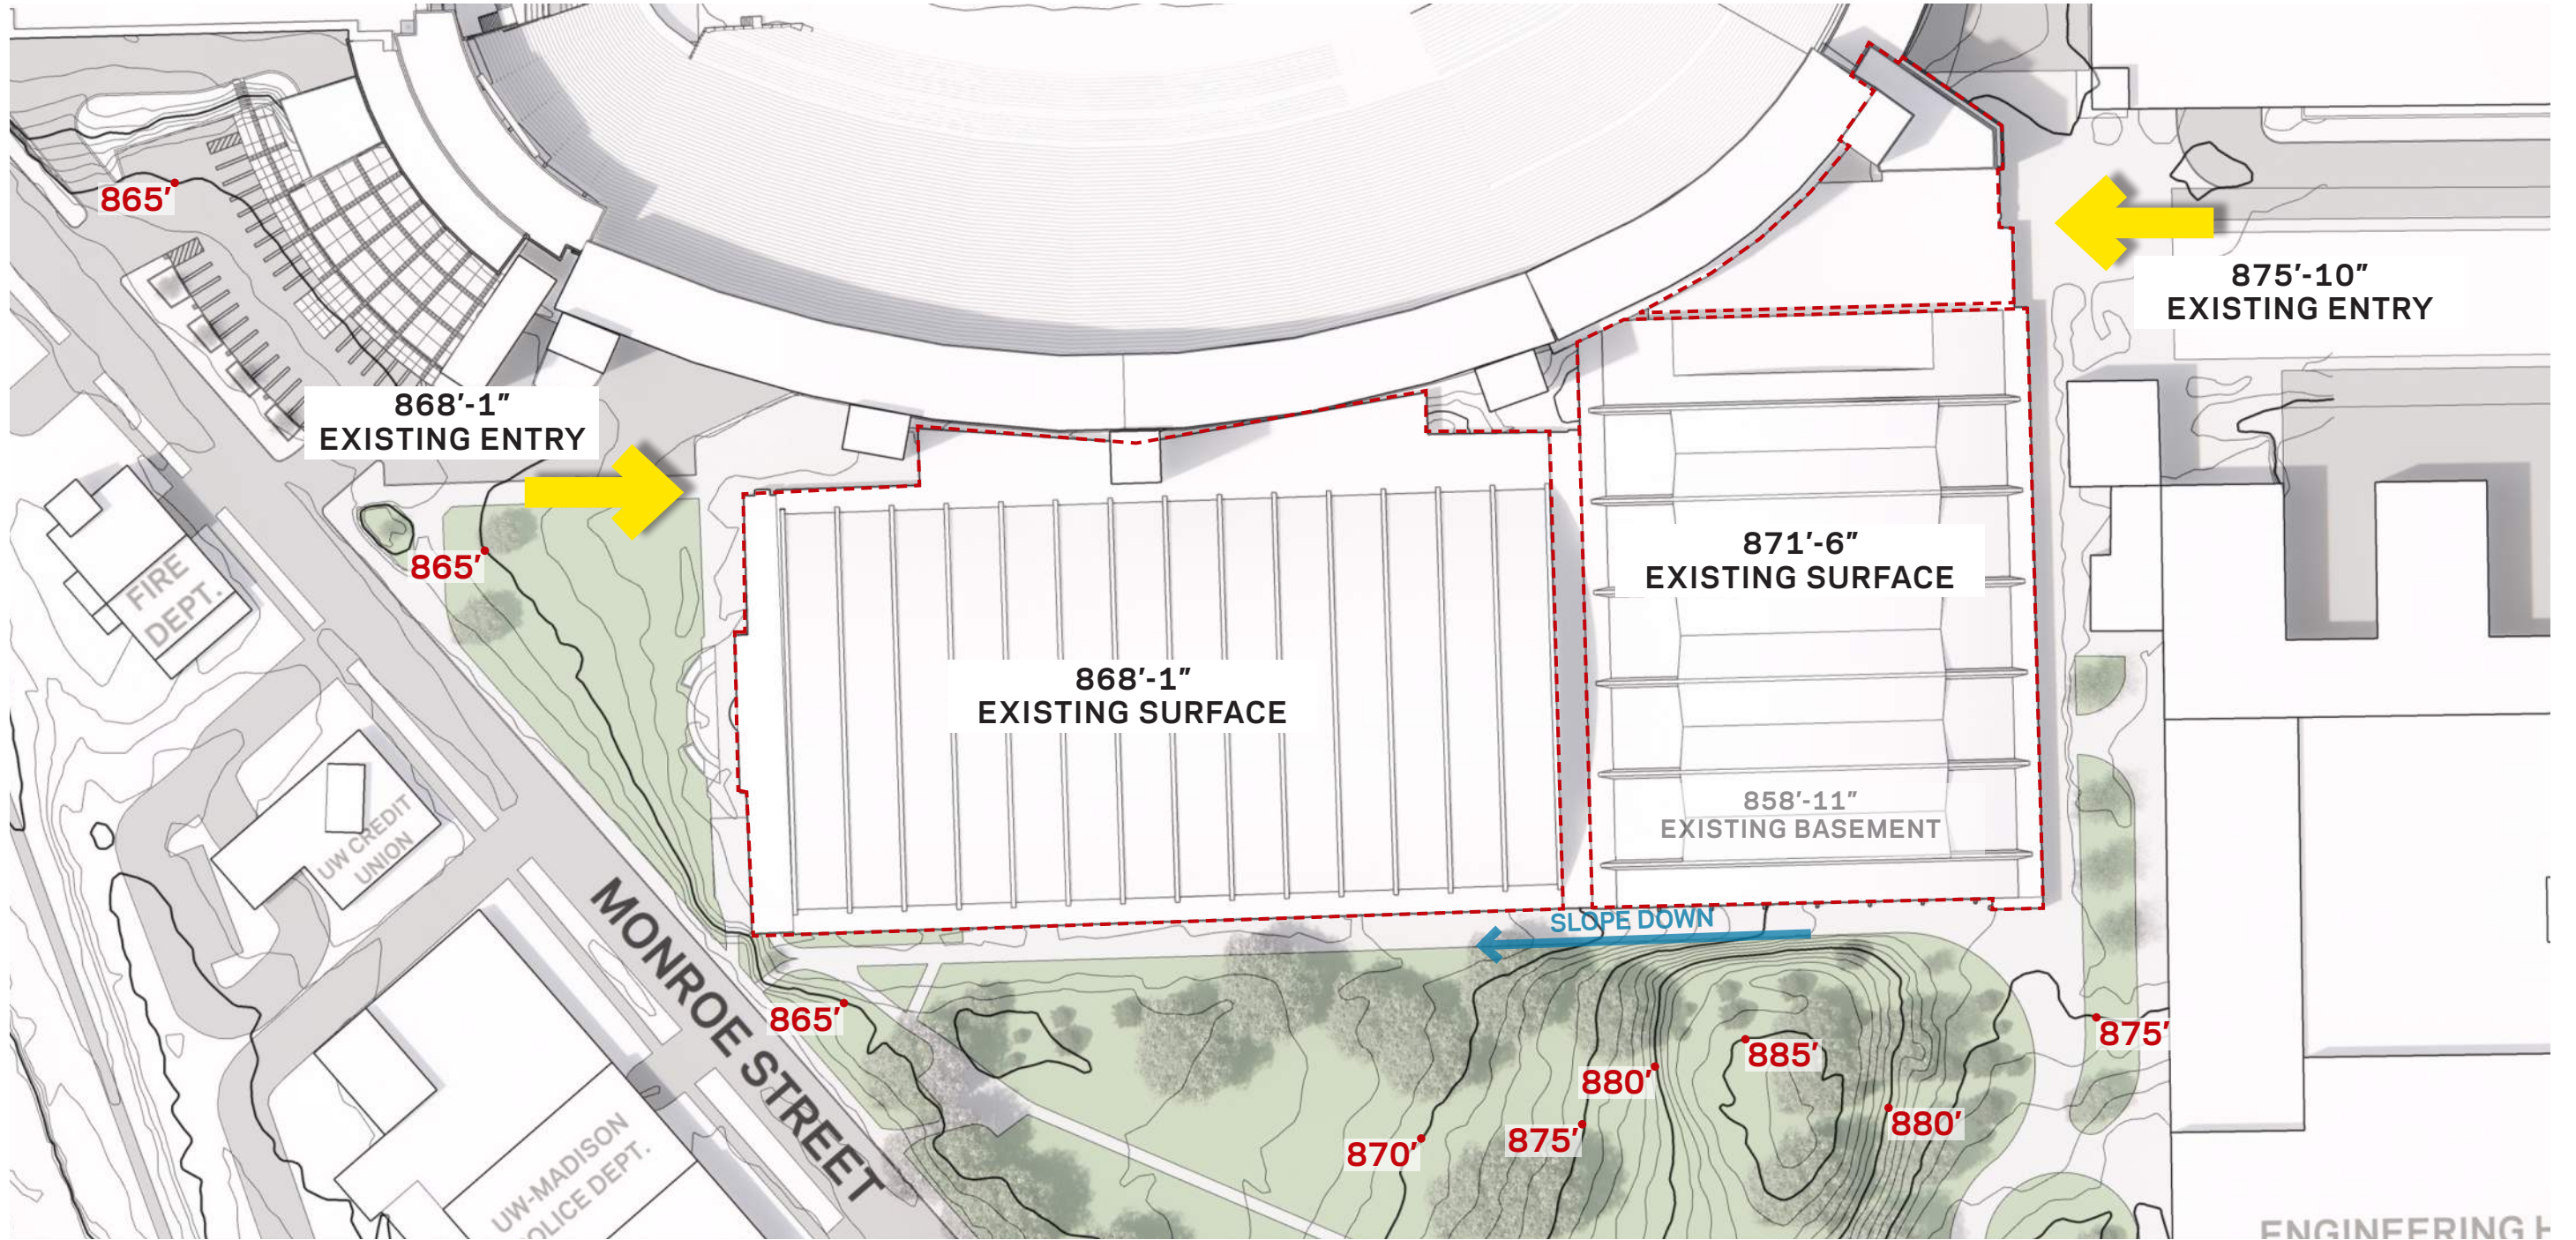 865′
875′-10″
EXISTING ENTRY
868′-1″
EXISTING ENTRY
865′
FIRE
DEPT.
871′-6″
EXISTING SURFACE
868′-1″
EXISTING SURFACE
858′-11″
EXISTING BASEMENT
UW CREDIT
UNION
SLOPE DOWN
MONROE STREET
865′
875′
885′
880′
880′
875′
870′
UW-MADISON
OLICE DEPT.
ENGINEERING H